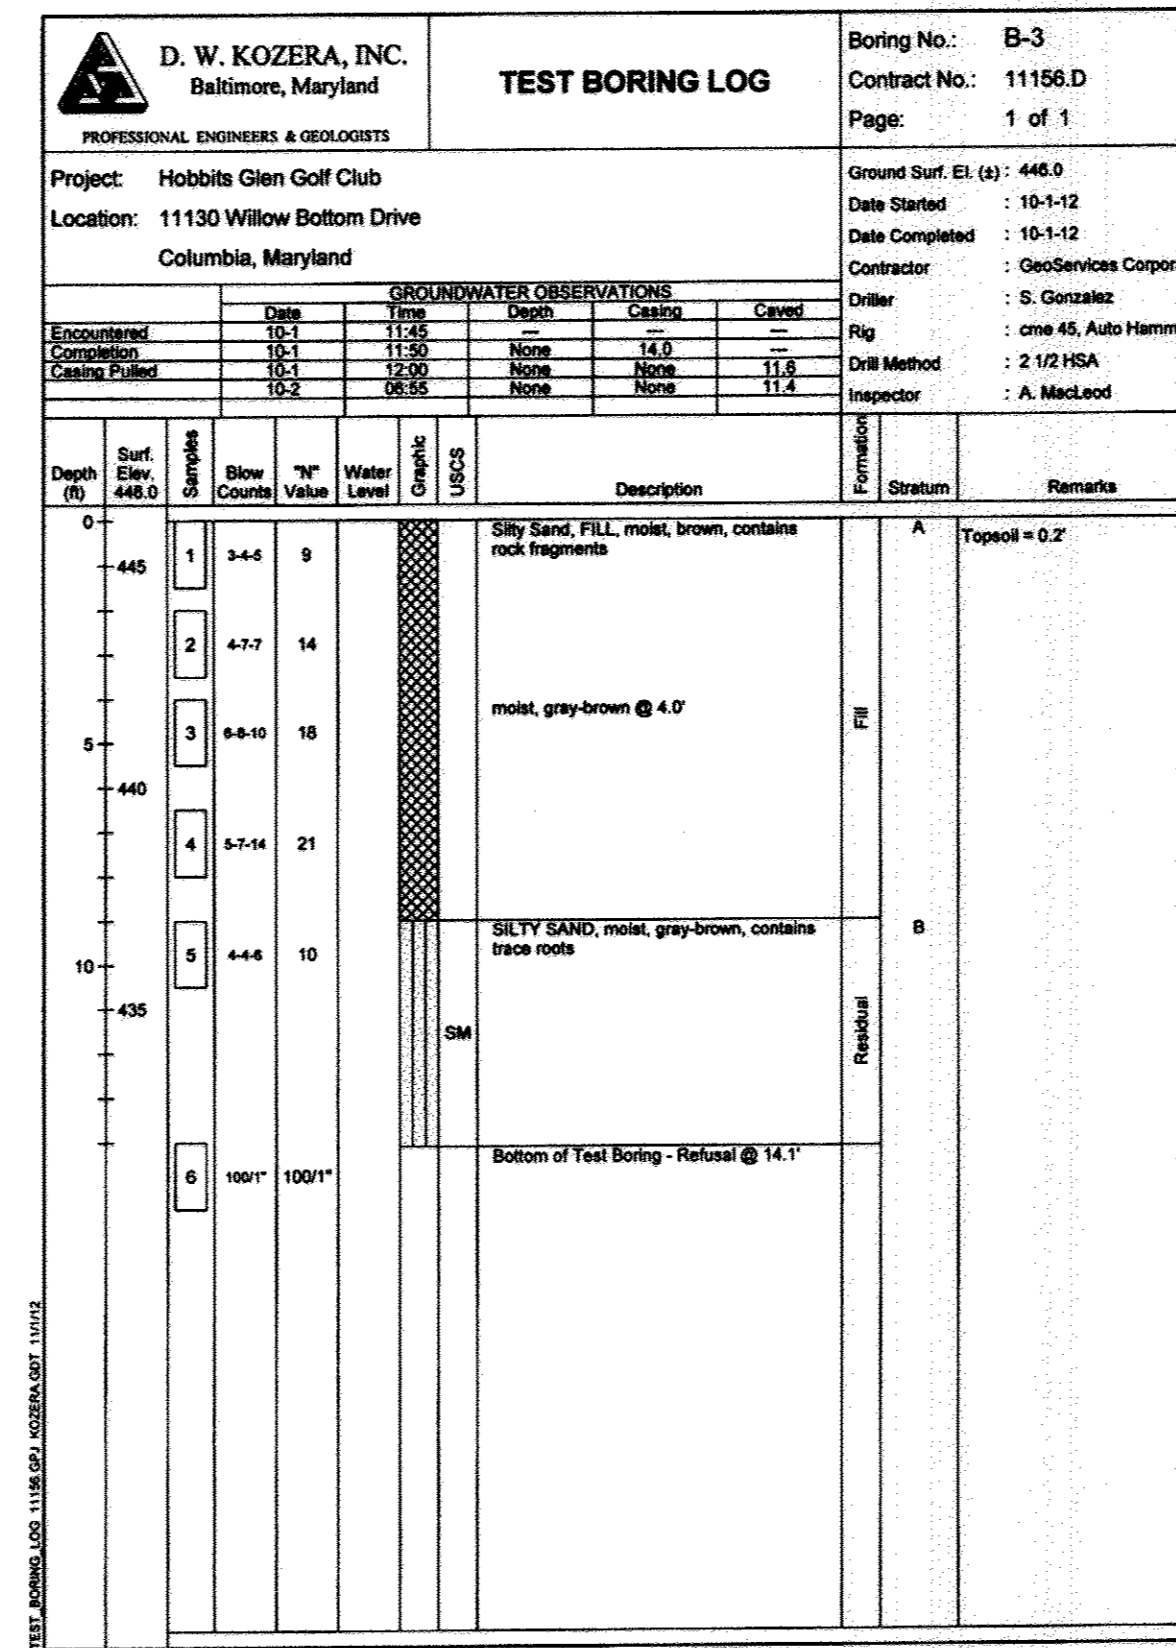 D. W. KOZERA, INC.
Baltimore, Maryland
PROFESSIONAL ENGINEERS & GEOLOGISTS
TEST BORING LOG
Boring No.: B-3
Contract No.: 11156.D
Page: 1 of 1
Project: Hobbits Glen Golf Club
Location: 11130 Willow Bottom Drive
Columbia, Maryland
Ground Surf. El. (±) : 446.0
Date Started : 10-1-12
Date Completed : 10-1-12
Contractor : GeoServices Corpor
Driller : S. Gonzalez
Rig : cme 45, Auto Hamm
Drill Method : 2 1/2 HSA
Inspector : A. MacLeod
GROUNDWATER OBSERVATIONS
Date Time Depth Casing Caved
Encountered 10-1 11:45 --- --- ---
Completion 10-1 11:50 None 14.0 ---
Casing Pulled 10-1 12:00 None None 11.6
10-2 06:55 None None 11.4
Depth (ft) Surf. Elev. 446.0 Samples Blow Counts "N" Value Water Level Graphic USCS Description Formation Stratum Remarks
0 Silty Sand, FILL, moist, brown, contains A Topsoil = 0.2'
rock fragments
445 1 3-4-5 9
2 4-7-7 14
moist, gray-brown @ 4.0'
Fill
5 3 6-8-10 18
440
4 5-7-14 21
SILTY SAND, moist, gray-brown, contains B
trace roots
10 5 4-4-6 10
435
SM Residual
Bottom of Test Boring - Refusal @ 14.1'
6 100/1" 100/1"
TEST_BORING_LOG 11156.GPJ KOZERA.GDT 11/1/12